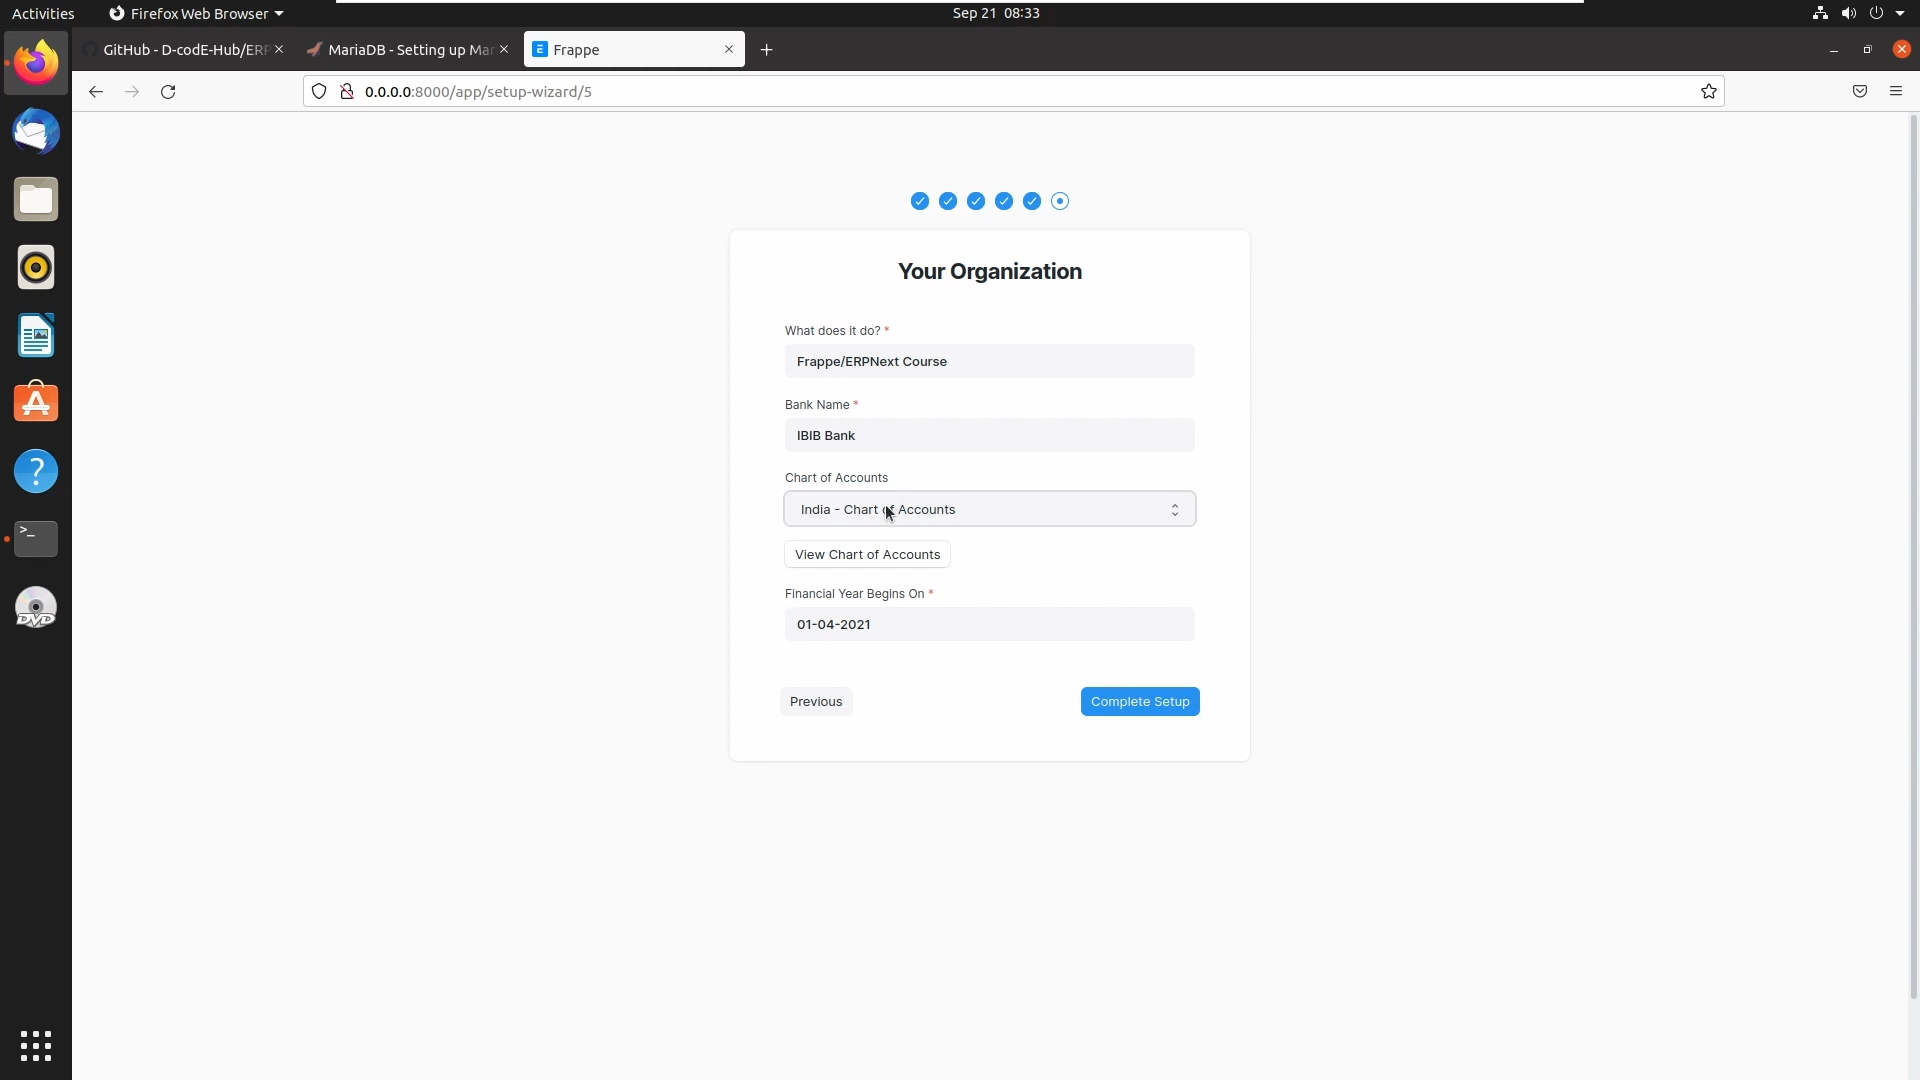 Activities
Firefox Web Browser
Sep 21 08:33
GitHub - D-codE-Hub/ERP
MariaDB - Setting up Mar
E
Frappe
0.0.0.0:8000/app/setup-wizard/5
Your Organization
What does it do? *
Frappe/ERPNext Course
Bank Name *
IBIB Bank
Chart of Accounts
India - Chart of Accounts
View Chart of Accounts
Financial Year Begins On *
01-04-2021
Previous
Complete Setup
A
?
>_
DVD